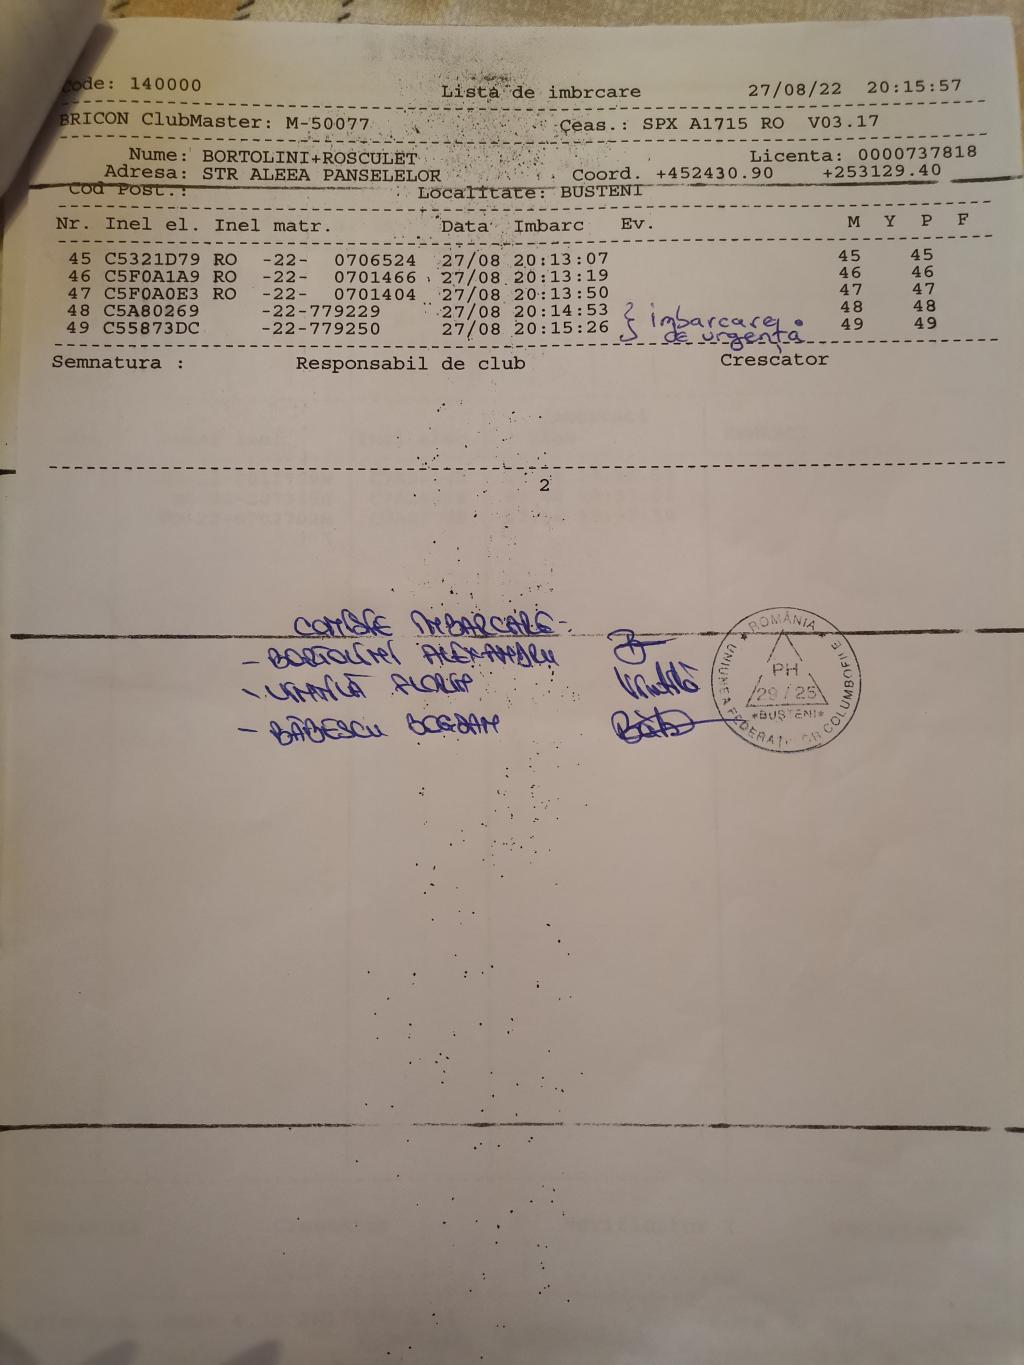 Code: 140000 Lista de imbrcare 27/08/22 20:15:57
BRICON ClubMaster: M-50077 Ceas.: SPX A1715 RO V03.17
Nume: BORTOLINI+ROSCULET Licenta: 0000737818
Adresa: STR ALEEA PANSELELOR Coord. +452430.90 +253129.40
Cod Post.: Localitate: BUSTENI
Nr. Inel el. Inel matr. Data Imbarc Ev. M Y P F
45 C5321D79 RO -22- 0706524 27/08 20:13:07 45 45
46 C5F0A1A9 RO -22- 0701466 27/08 20:13:19 46 46
47 C5F0A0E3 RO -22- 0701404 27/08 20:13:50 47 47
48 C5A80269 -22-779229 27/08 20:14:53 48 48
49 C55873DC -22-779250 27/08 20:15:26 49 49
} imbarcare
de urgență
Semnatura : Responsabil de club Crescator
2
COMISIE IMBARCARE:
- BORTOLINI ALEXANDRU
- FLORIN
- BĂBESCU BOGDAN
ROMÂNIA
UNIUNEA FEDERAȚIILOR COLUMBOFILE
PH
29/25
*BUȘTENI*